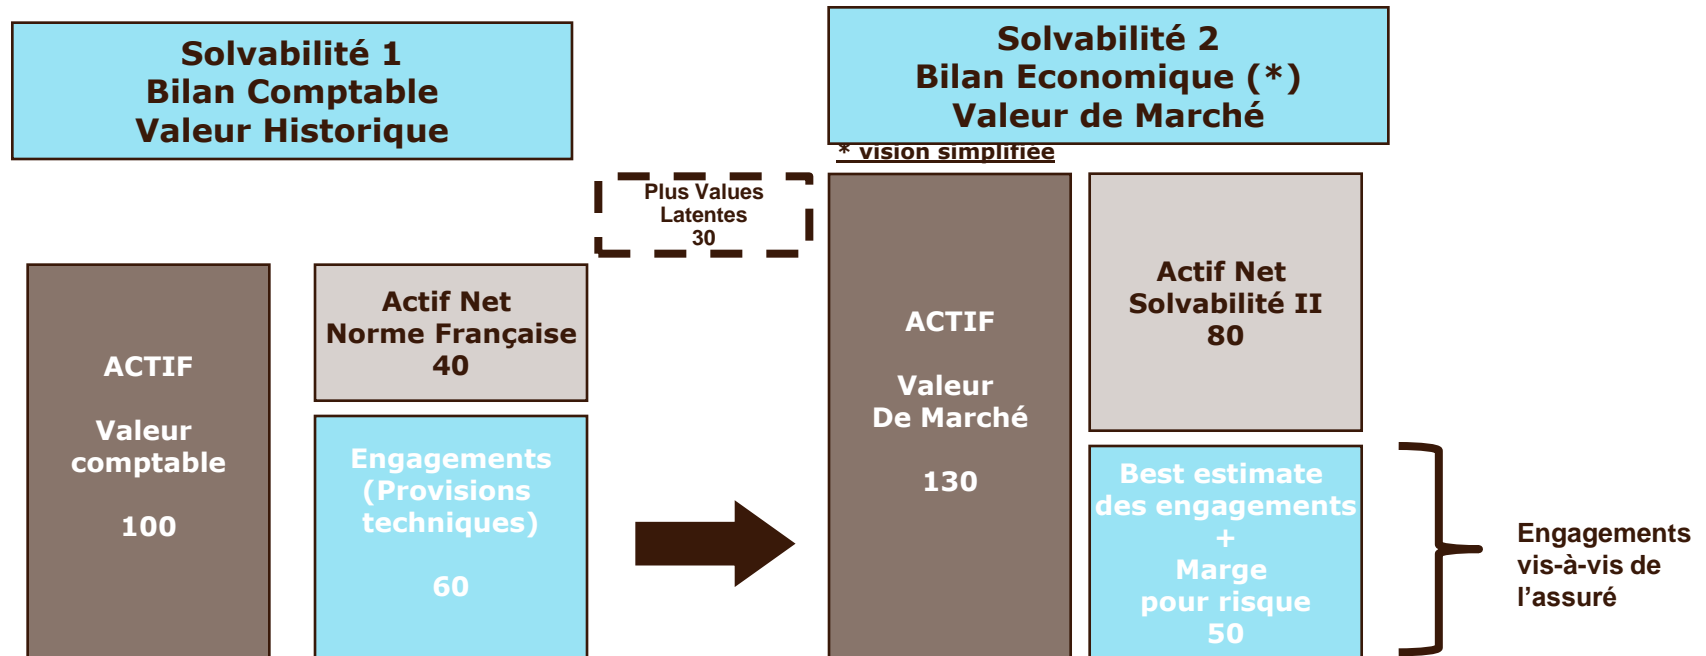 Solvabilité 1
Bilan Comptable
Valeur Historique
Solvabilité 2
Bilan Economique (*)
Valeur de Marché
* vision simplifiée
Plus Values
Latentes
30
ACTIF
Valeur
comptable
100
Actif Net
Norme Française
40
Engagements
(Provisions
techniques)
60
ACTIF
Valeur
De Marché
130
Actif Net
Solvabilité II
80
Best estimate
des engagements
+
Marge
pour risque
50
Engagements
vis-à-vis de
l'assuré